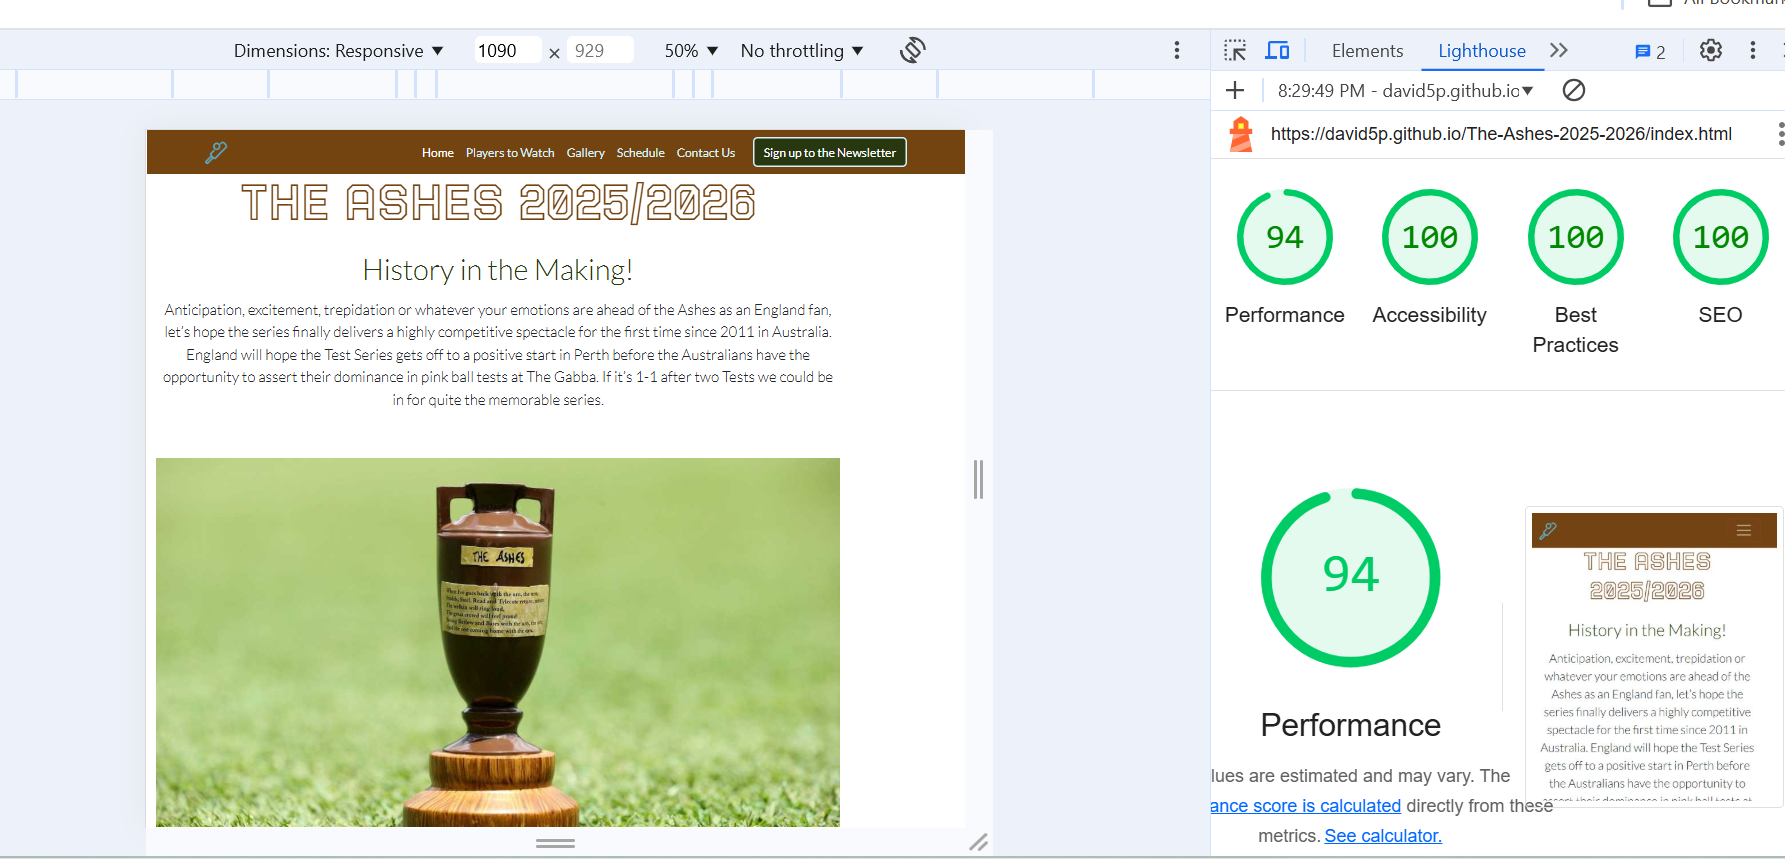 All Bookmar
Dimensions: Responsive ▼ 1090 × 929 50% ▼ No throttling ▼
Elements Lighthouse 2
8:29:49 PM - david5p.github.io ▼
https://david5p.github.io/The-Ashes-2025-2026/index.html
Home Players to Watch Gallery Schedule Contact Us Sign up to the Newsletter
THE ASHES 2025/2026
History in the Making!
Anticipation, excitement, trepidation or whatever your emotions are ahead of the Ashes as an England fan,
let's hope the series finally delivers a highly competitive spectacle for the first time since 2011 in Australia.
England will hope the Test Series gets off to a positive start in Perth before the Australians have the
opportunity to assert their dominance in pink ball tests at The Gabba. If it's 1-1 after two Tests we could be
in for quite the memorable series.
THE ASHES
94 100 100 100
Performance Accessibility Best
Practices SEO
94
Performance
lues are estimated and may vary. The
ance score is calculated directly from these
metrics. See calculator.
THE ASHES
2025/2026
History in the Making!
Anticipation, excitement, trepidation or
whatever your emotions are ahead of the
Ashes as an England fan, let's hope the
series finally delivers a highly competitive
spectacle for the first time since 2011 in
Australia. England will hope the Test Series
gets off to a positive start in Perth before
the Australians have the opportunity to